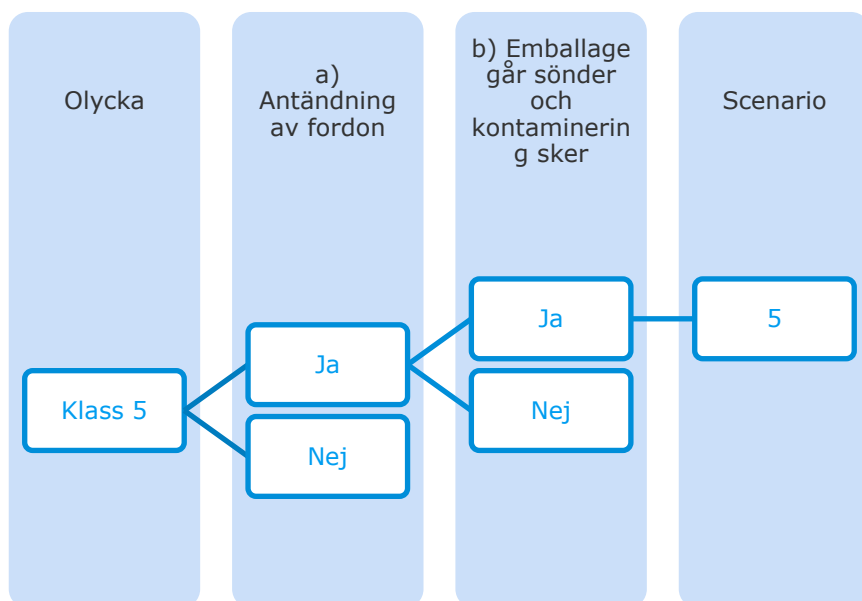 Olycka
a)
Antändning
av fordon
b) Emballage
går sönder
och
kontaminerin
g sker
Scenario
Klass 5
Ja
Nej
Ja
Nej
5